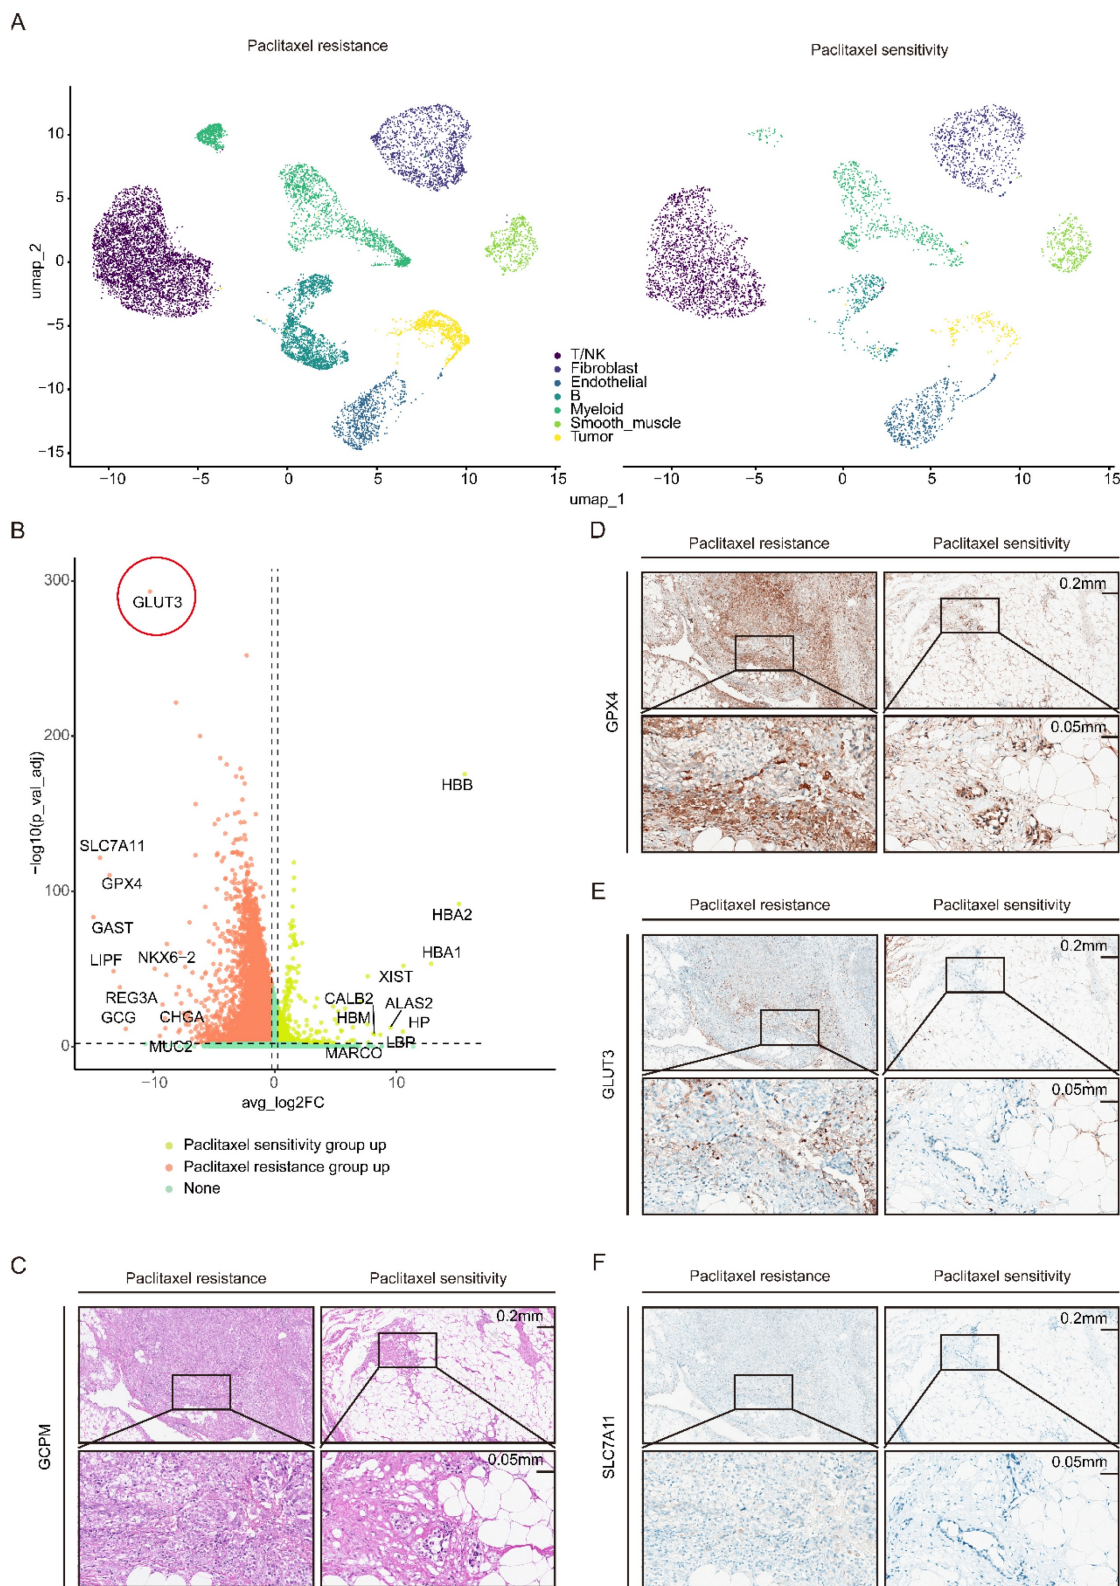 A
Paclitaxel resistance
Paclitaxel sensitivity
umap_2
10
5
0
−5
−10
−15
T/NK
Fibroblast
Endothelial
B
Myeloid
Smooth_muscle
Tumor
−10 −5 0 5 10 15
−10 −5 0 5 10 15
umap_1
B
−log10(p_val_adj)
300
200
100
0
GLUT3
HBB
SLC7A11
GPX4
GAST
HBA2
LIPF
NKX6−2
HBA1
XIST
REG3A
GCG
CHGA
CALB2
HBM
ALAS2
HP
MUC2
LBP
MARCO
−10 0 10
avg_log2FC
Paclitaxel sensitivity group up
Paclitaxel resistance group up
None
C
Paclitaxel resistance
Paclitaxel sensitivity
GCPM
0.2mm
0.05mm
D
Paclitaxel resistance
Paclitaxel sensitivity
GPX4
0.2mm
0.05mm
E
Paclitaxel resistance
Paclitaxel sensitivity
GLUT3
0.2mm
0.05mm
F
Paclitaxel resistance
Paclitaxel sensitivity
SLC7A11
0.2mm
0.05mm